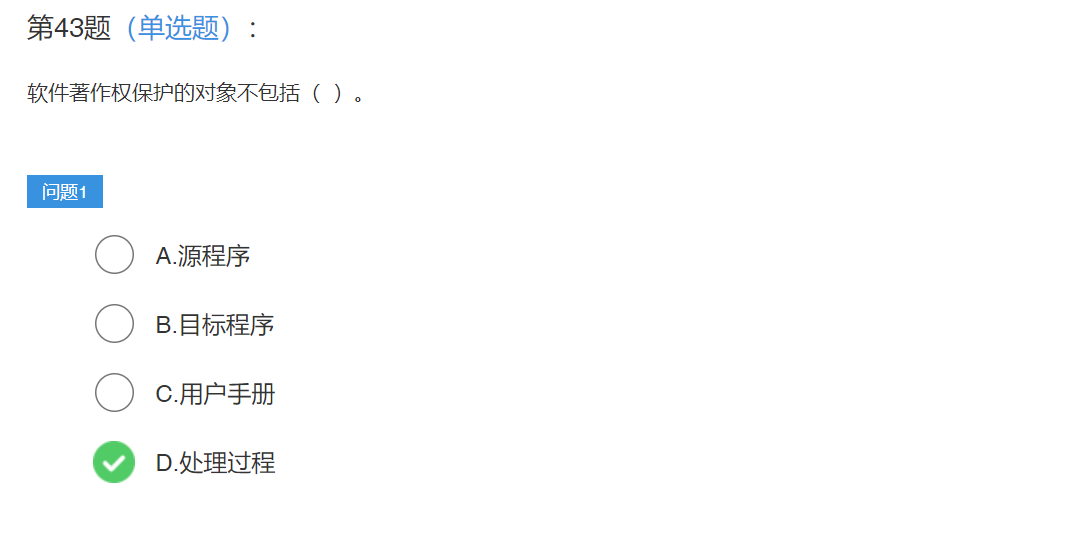 第43题（单选题）：
软件著作权保护的对象不包括（ ）。
问题1
A.源程序
B.目标程序
C.用户手册
D.处理过程